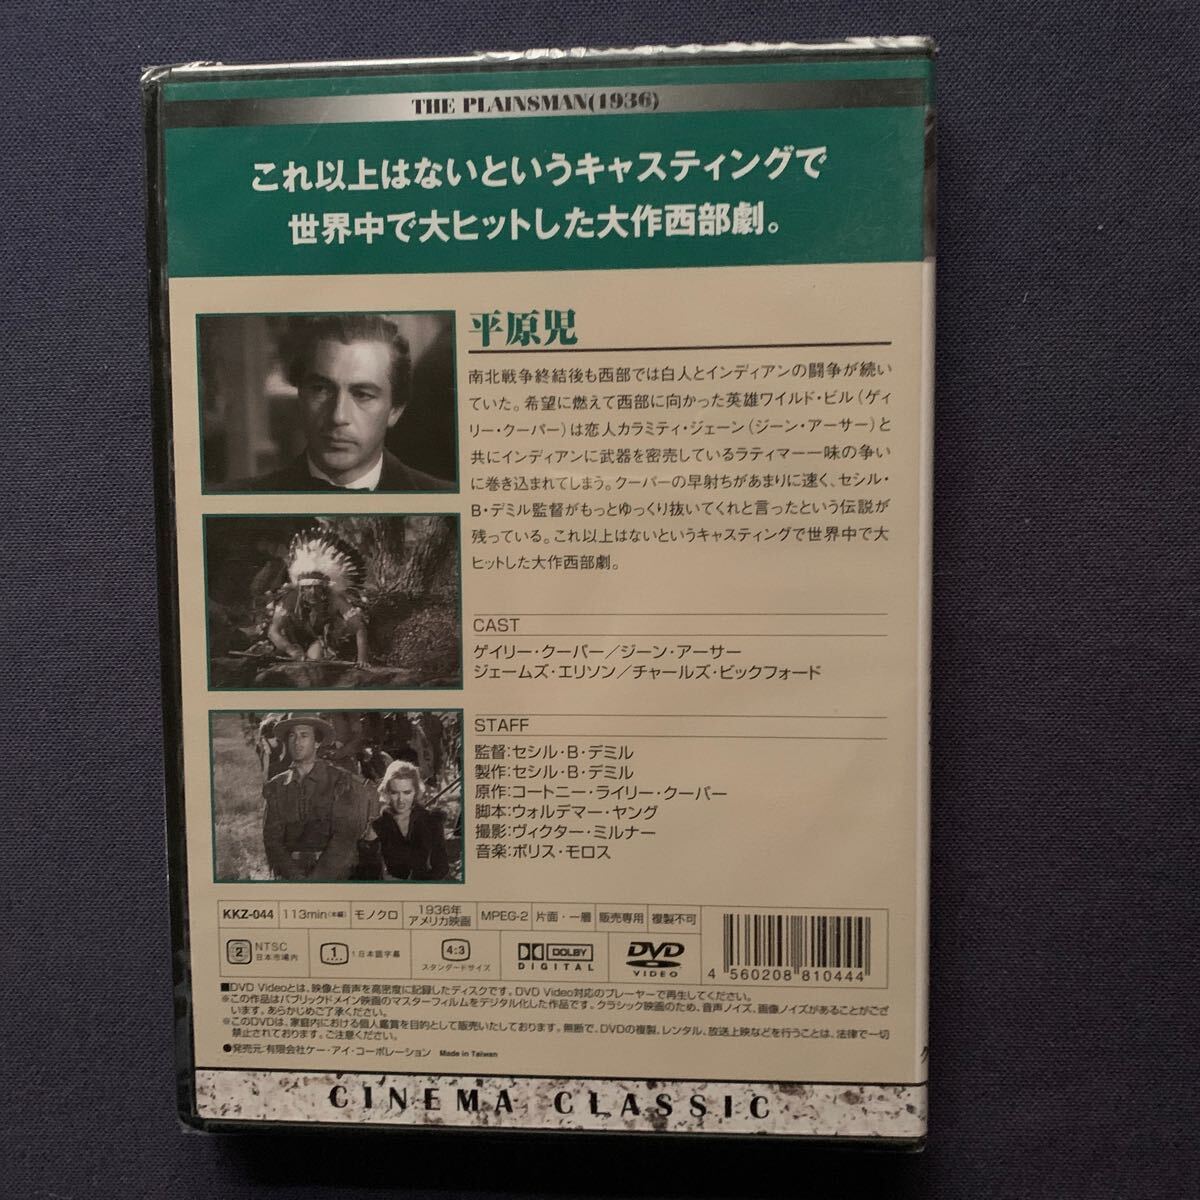 THE PLAINSMAN(1936)
これ以上はないというキャスティングで
世界中で大ヒットした大作西部劇。
平原児
南北戦争終結後も西部では白人とインディアンの闘争が続い
ていた。希望に燃えて西部に向かった英雄ワイルド・ビル(ゲィ
リー・クーパー)は恋人カラミティ・ジェーン(ジーン・アーサー)と
共にインディアンに武器を密売しているラティマー一味の争い
に巻き込まれてしまう。クーパーの早射ちがあまりに速く、セシル・
B・デミル監督がもっとゆっくり抜いてくれと言ったという伝説が
残っている。これ以上はないというキャスティングで世界中で大
ヒットした大作西部劇。
CAST
ゲイリー・クーパー/ジーン・アーサー
ジェームズ・エリソン/チャールズ・ビックフォード
STAFF
監督:セシル・B・デミル
製作:セシル・B・デミル
原作:コートニー・ライリー・クーパー
脚本:ウォルデマー・ヤング
撮影:ヴィクター・ミルナー
音楽:ボリス・モロス
KKZ-044 113min(本編) モノクロ 1936年 アメリカ映画 MPEG-2 片面・一層 販売専用 複製不可
2 NTSC 日本市場内 1 1.日本語字幕 4:3 スタンダードサイズ DOLBY DIGITAL DVD VIDEO
4 560208 810444
■DVD Videoとは、映像と音声を高密度に記録したディスクです。DVD Video対応のプレーヤーで再生してください。
※この作品はパブリックドメイン映画のマスターフィルムをデジタル化した作品です。クラシック映画のため、音声ノイズ、画像ノイズがあることがござ
います。あらかじめご了承ください。
※このDVDは、家庭内における個人鑑賞を目的として販売いたしております。無断で、DVDの複製、レンタル、放送上映などを行うことは、法律で一切
禁止されております。ご注意ください。
●発売元:有限会社ケー・アイ・コーポレーション Made in Taiwan
CINEMA CLASSIC